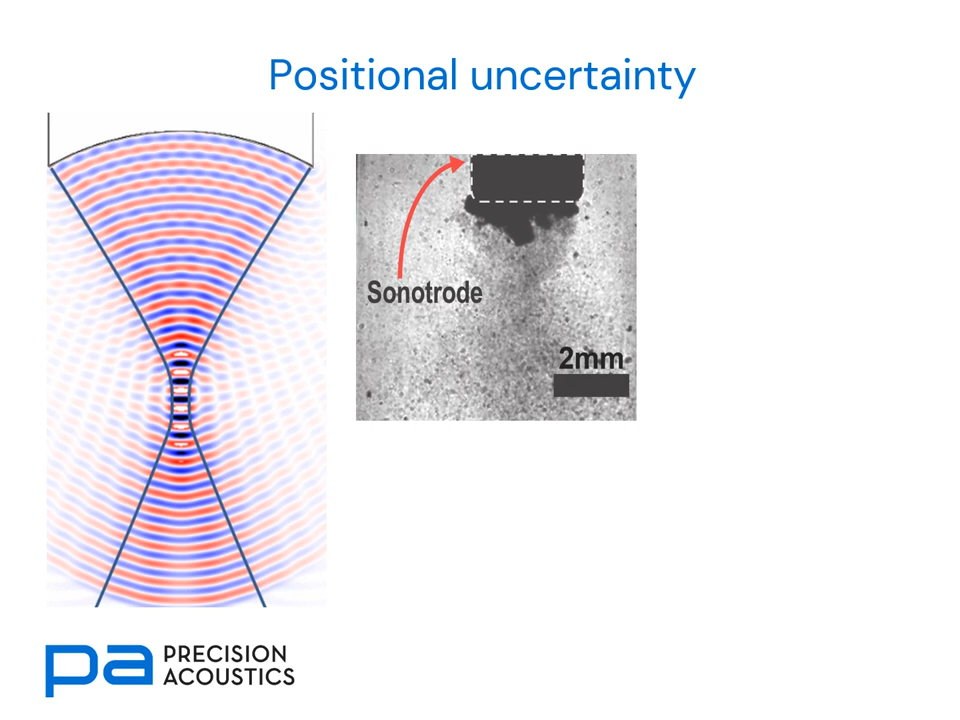 Positional uncertainty
Sonotrode
2mm
pa PRECISION
ACOUSTICS